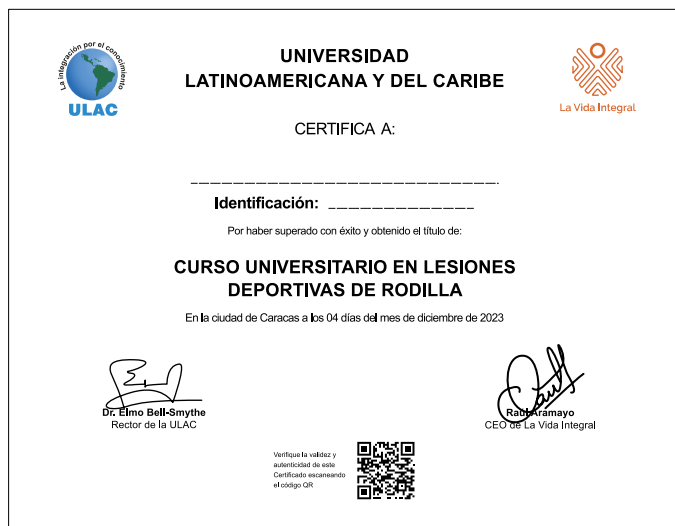 La integración por el conocimiento
ULAC
UNIVERSIDAD
LATINOAMERICANA Y DEL CARIBE
La Vida Integral
CERTIFICA A:
Identificación:
Por haber superado con éxito y obtenido el título de:
CURSO UNIVERSITARIO EN LESIONES
DEPORTIVAS DE RODILLA
En la ciudad de Caracas a los 04 días del mes de diciembre de 2023
Dr. Elmo Bell-Smythe
Rector de la ULAC
Raúl Aramayo
CEO de La Vida Integral
Verifique la validez y
autenticidad de este
Certificado escaneando
el código QR